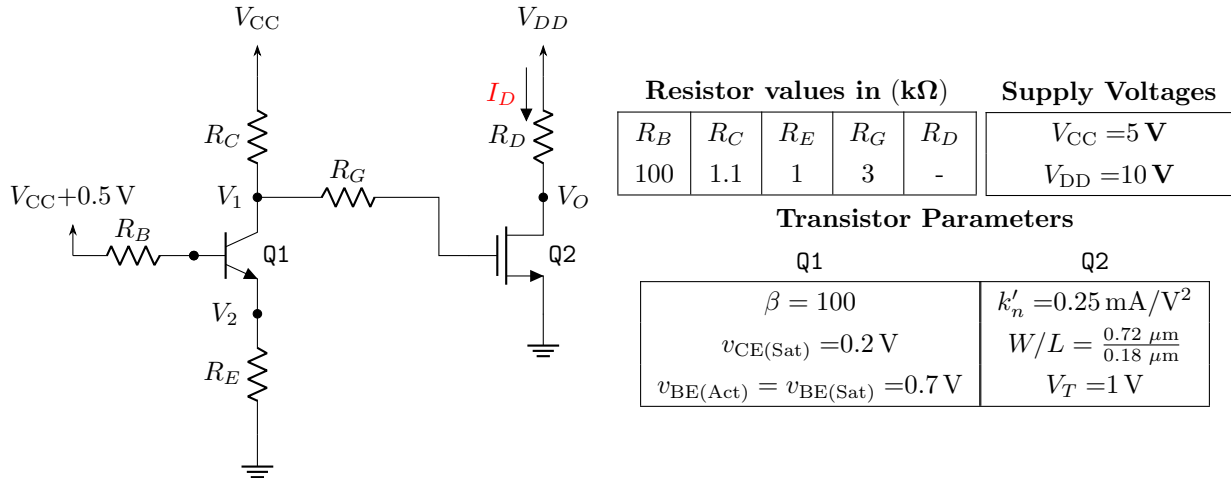 V_CC
V_DD
I_D
R_C
R_D
V_1
R_G
V_O
V_CC+0.5 V
R_B
Q1
Q2
V_2
R_E
Resistor values in (kΩ)
R_B R_C R_E R_G R_D
100 1.1 1 3 -
Supply Voltages
V_CC =5 V
V_DD =10 V
Transistor Parameters
Q1 Q2
β = 100 k′_n =0.25 mA/V²
v_CE(Sat) =0.2 V W/L = 0.72 μm / 0.18 μm
v_BE(Act) = v_BE(Sat) =0.7 V V_T =1 V